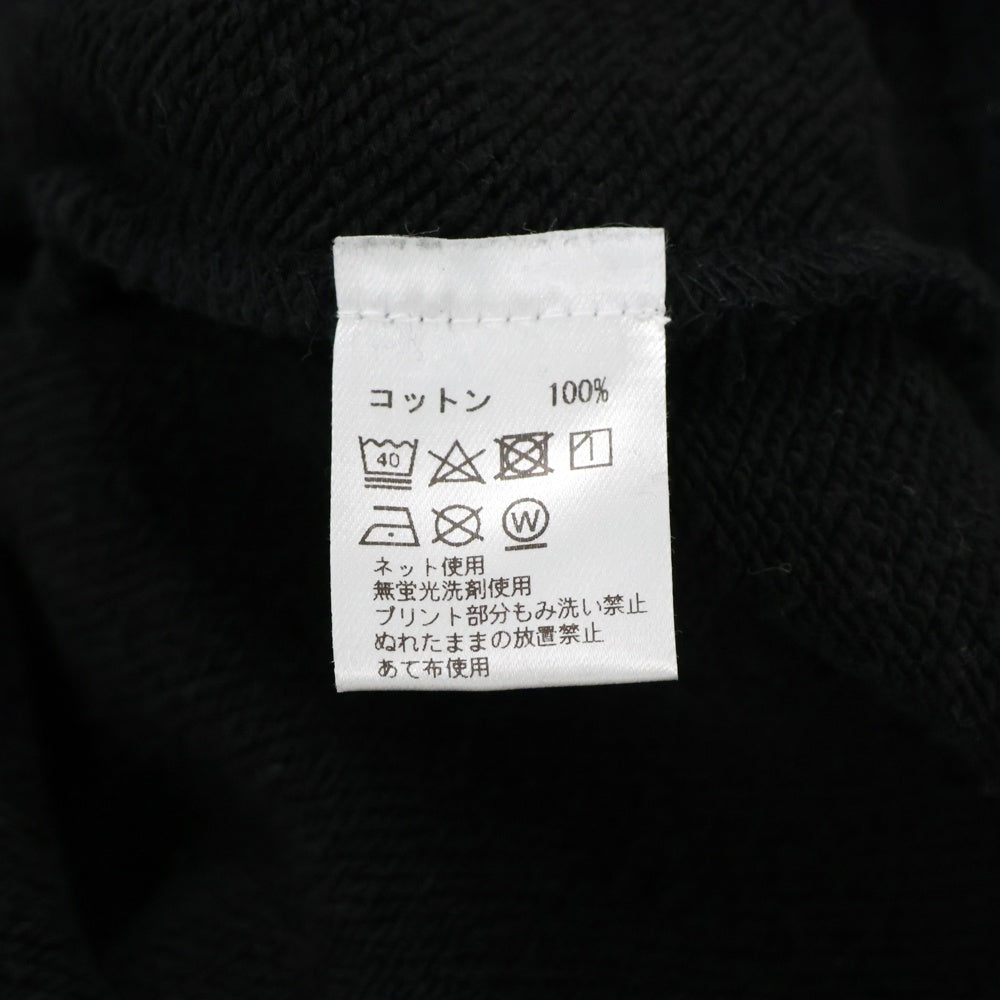 コットン 100%
40
W
ネット使用
無蛍光洗剤使用
プリント部分もみ洗い禁止
ぬれたままの放置禁止
あて布使用